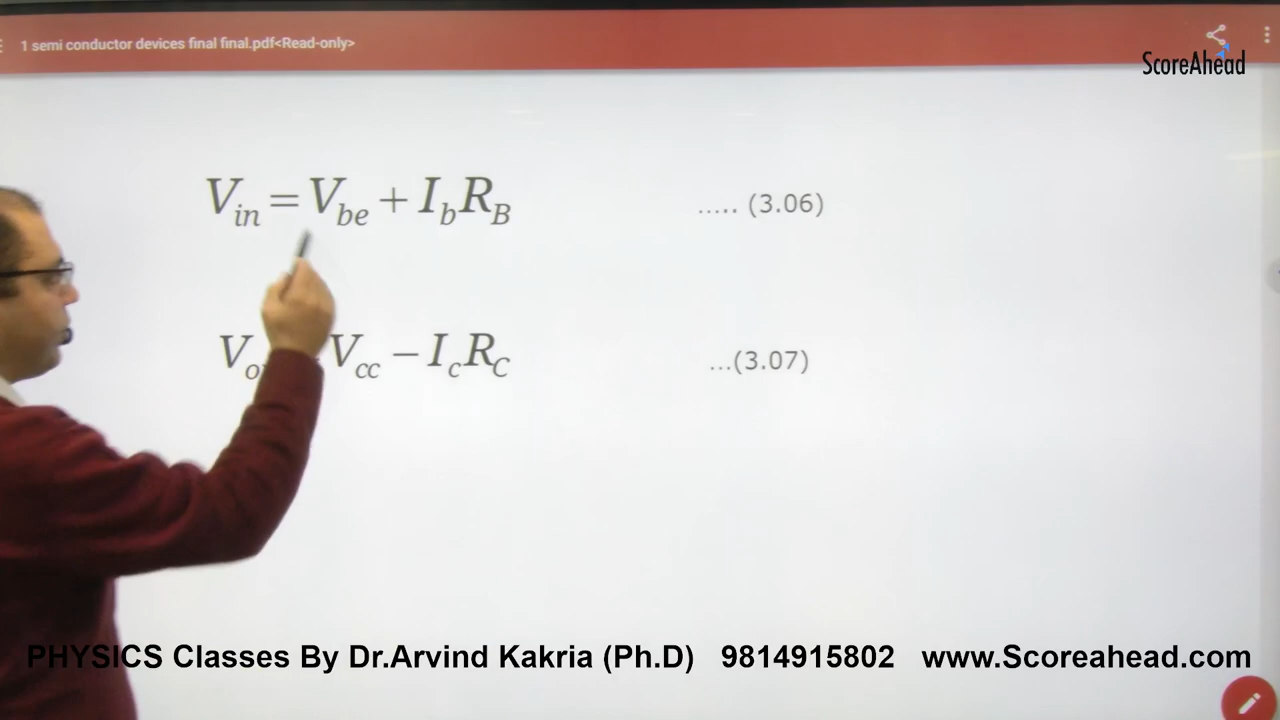 1 semi conductor devices final final.pdf<Read-only>
ScoreAhead
V_in = V_be + I_b R_B ..... (3.06)
V_cc − I_c R_C ...(3.07)
PHYSICS Classes By Dr.Arvind Kakria (Ph.D) 9814915802 www.Scoreahead.com